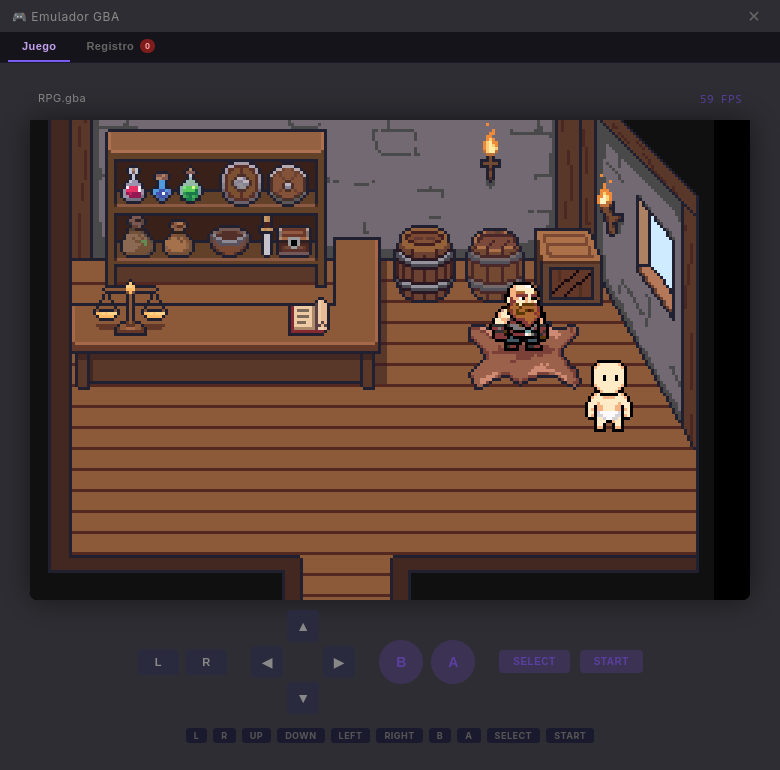 🎮 Emulador GBA ✕
Juego Registro 0
RPG.gba 59 FPS
▲
L R ◀ ▶ B A SELECT START
▼
L R UP DOWN LEFT RIGHT B A SELECT START